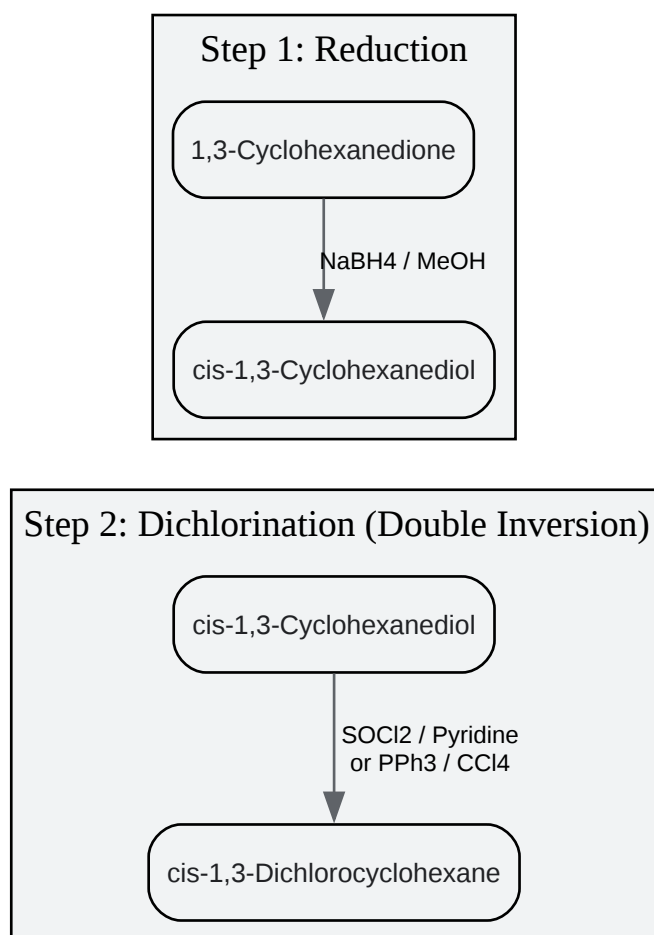 Step 1: Reduction
1,3-Cyclohexanedione
NaBH4 / MeOH
cis-1,3-Cyclohexanediol
Step 2: Dichlorination (Double Inversion)
cis-1,3-Cyclohexanediol
SOCl2 / Pyridine
or PPh3 / CCl4
cis-1,3-Dichlorocyclohexane